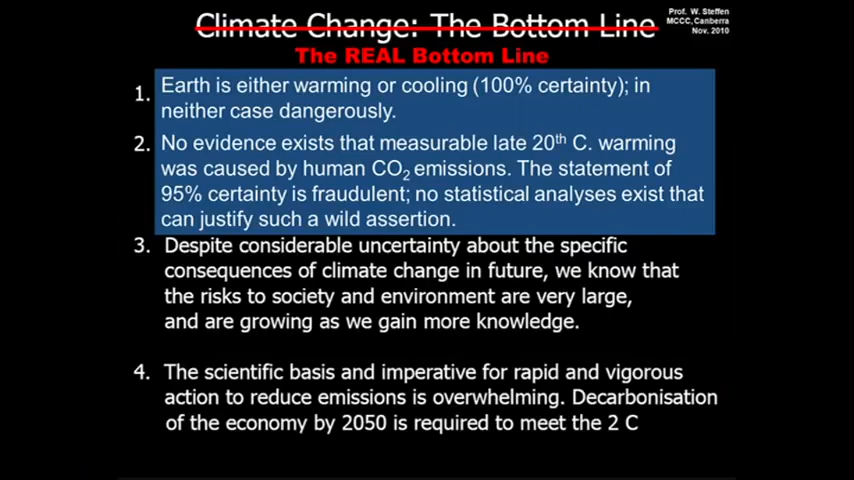 Climate Change: The Bottom Line
Prof. W. Steffen
MCCC, Canberra
Nov. 2010
The REAL Bottom Line
1. Earth is either warming or cooling (100% certainty); in
neither case dangerously.
2. No evidence exists that measurable late 20th C. warming
was caused by human CO2 emissions. The statement of
95% certainty is fraudulent; no statistical analyses exist that
can justify such a wild assertion.
3. Despite considerable uncertainty about the specific
consequences of climate change in future, we know that
the risks to society and environment are very large,
and are growing as we gain more knowledge.
4. The scientific basis and imperative for rapid and vigorous
action to reduce emissions is overwhelming. Decarbonisation
of the economy by 2050 is required to meet the 2 C